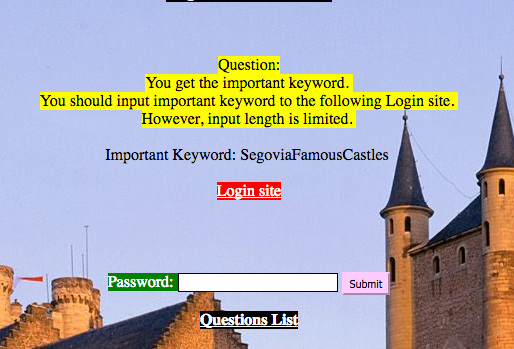 Question:
You get the important keyword.
You should input important keyword to the following Login site.
However, input length is limited.
Important Keyword: SegoviaFamousCastles
Login site
Password:
Submit
Questions List